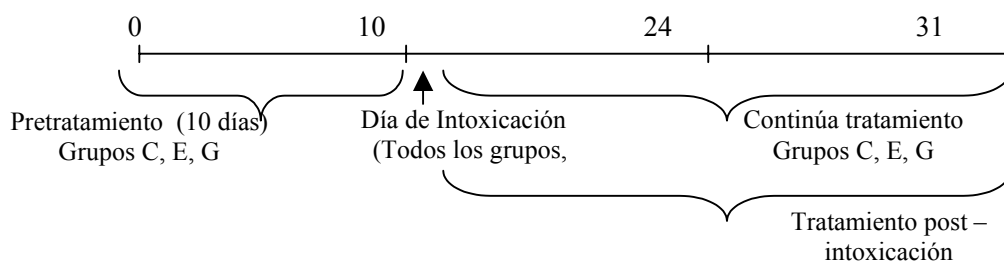 0 10 24 31
Pretratamiento (10 días)
Grupos C, E, G
Día de Intoxicación
(Todos los grupos,
Continúa tratamiento
Grupos C, E, G
Tratamiento post –
intoxicación